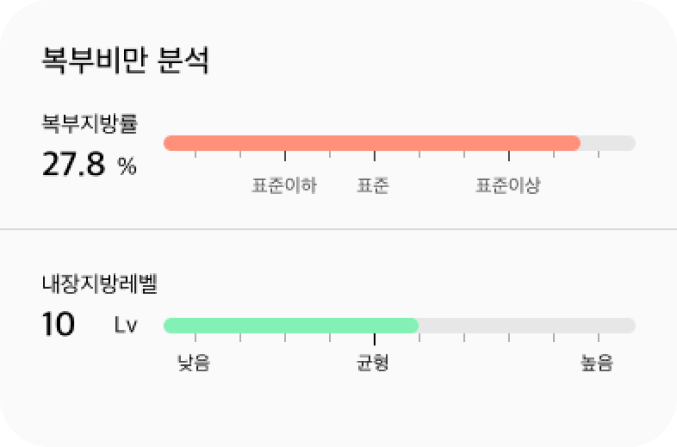 복부비만 분석
복부지방률
27.8 %
표준이하 표준 표준이상
내장지방레벨
10 Lv
낮음 균형 높음